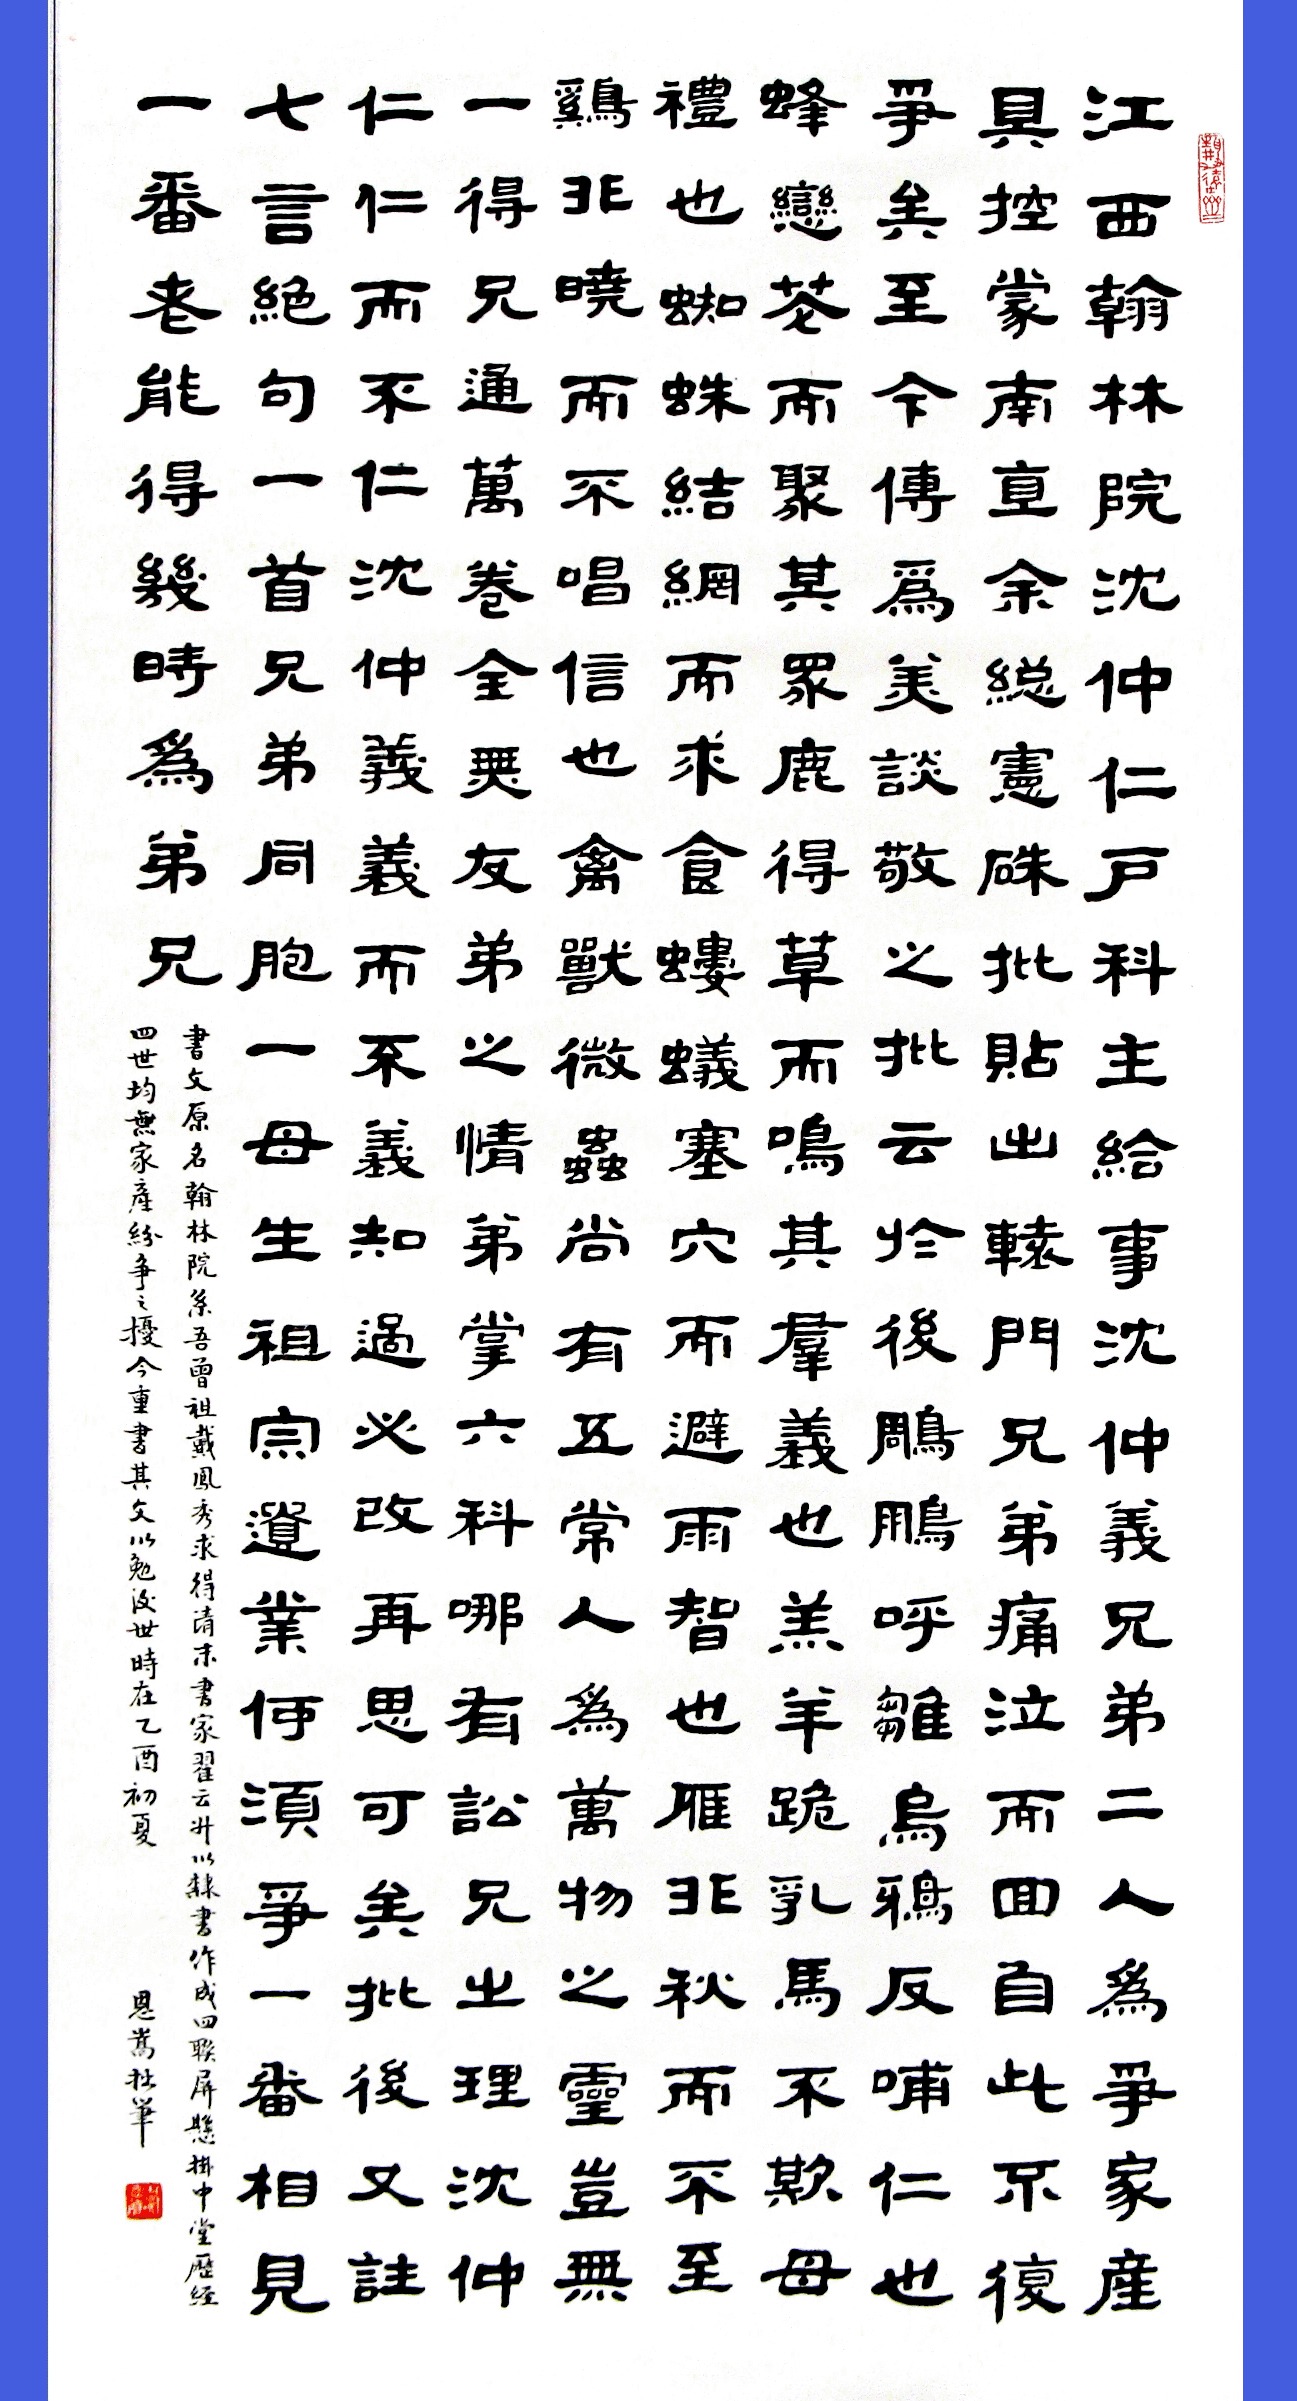 江西翰林院沈仲仁戶科主給事沈仲義兄弟二人為爭家產
具控蒙南直余総憲硃批貼出轅門兄弟痛泣而回自此不復
爭矣至今傳為美談敬之批云於後鵰鵬呼雛烏鴉反哺仁也
蜂戀花而聚其眾鹿得草而鳴其羣義也羔羊跪乳馬不欺母
禮也蜘蛛結網而求食螻蟻塞穴而避雨智也雁非秋而不至
鷄非曉而不唱信也禽獸微蟲尚有五常人為萬物之靈豈無
一得兄通萬卷全無友弟之情弟掌六科哪有訟兄之理沈仲
仁仁而不仁沈仲義義而不義知過必改再思可矣批後又註
七言絕句一首兄弟同胞一母生祖宗遺業何須爭一番相見
一番老能得幾時為弟兄
書文原名翰林院系吾曾祖戴鳳秀求得清末書家翟云升以隸書作成四聯屏懸掛中堂歷經
四世均無家產紛爭之擾今重書其文以勉後世時在乙酉初夏
恩嵩拙筆